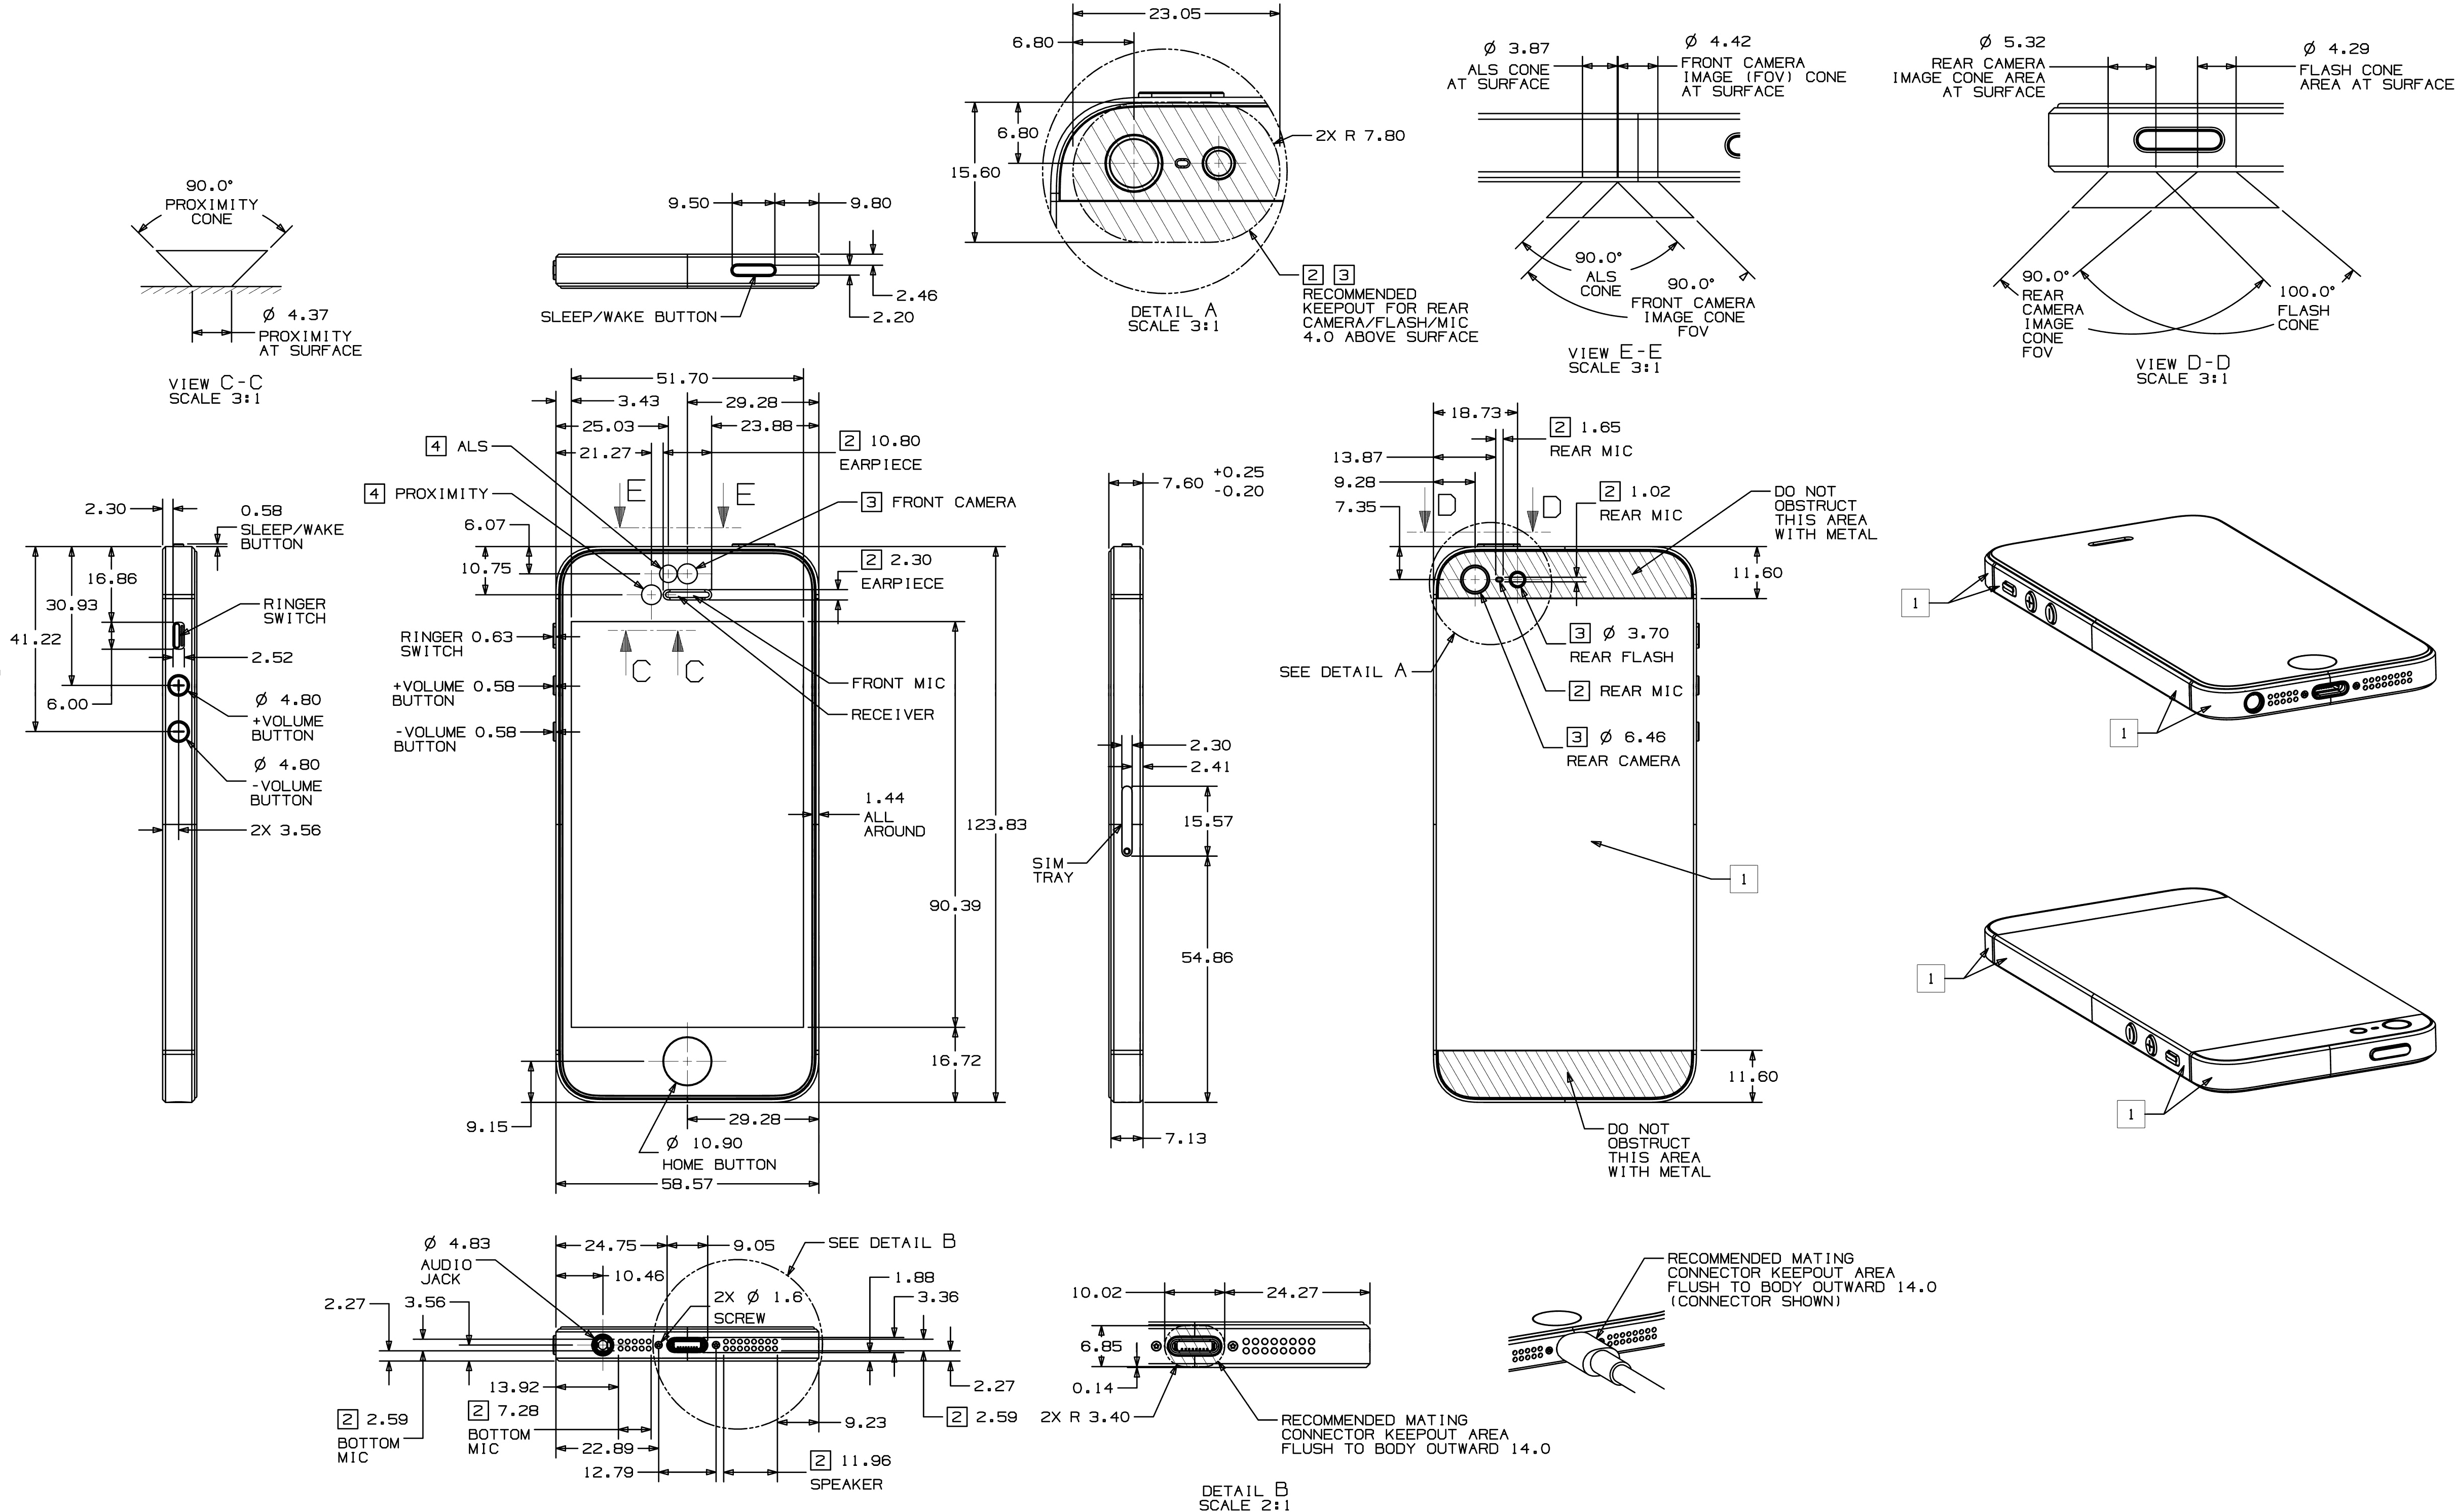 23.05
6.80
6.80
15.60
2X R 7.80
2 3
RECOMMENDED
KEEPOUT FOR REAR
CAMERA/FLASH/MIC
4.0 ABOVE SURFACE
DETAIL A
SCALE 3:1
Ø 3.87
ALS CONE
AT SURFACE
Ø 4.42
FRONT CAMERA
IMAGE (FOV) CONE
AT SURFACE
90.0°
ALS
CONE
90.0°
FRONT CAMERA
IMAGE CONE
FOV
VIEW E-E
SCALE 3:1
Ø 5.32
REAR CAMERA
IMAGE CONE AREA
AT SURFACE
Ø 4.29
FLASH CONE
AREA AT SURFACE
90.0°
REAR
CAMERA
IMAGE
CONE
FOV
100.0°
FLASH
CONE
VIEW D-D
SCALE 3:1
90.0°
PROXIMITY
CONE
Ø 4.37
PROXIMITY
AT SURFACE
VIEW C-C
SCALE 3:1
9.50
9.80
2.46
2.20
SLEEP/WAKE BUTTON
2.30
0.58
SLEEP/WAKE
BUTTON
16.86
30.93
41.22
RINGER
SWITCH
2.52
6.00
Ø 4.80
+VOLUME
BUTTON
Ø 4.80
-VOLUME
BUTTON
2X 3.56
51.70
3.43
29.28
25.03
23.88
21.27
4 ALS
4 PROXIMITY
2 10.80
EARPIECE
E E
3 FRONT CAMERA
6.07
10.75
2 2.30
EARPIECE
RINGER 0.63
SWITCH
C C
+VOLUME 0.58
BUTTON
-VOLUME 0.58
BUTTON
FRONT MIC
RECEIVER
1.44
ALL
AROUND
123.83
90.39
16.72
9.15
29.28
Ø 10.90
HOME BUTTON
58.57
7.60 +0.25
-0.20
2.30
2.41
15.57
SIM
TRAY
54.86
7.13
18.73
2 1.65
REAR MIC
13.87
9.28
7.35
D D
2 1.02
REAR MIC
DO NOT
OBSTRUCT
THIS AREA
WITH METAL
11.60
3 Ø 3.70
REAR FLASH
SEE DETAIL A
2 REAR MIC
3 Ø 6.46
REAR CAMERA
1
11.60
DO NOT
OBSTRUCT
THIS AREA
WITH METAL
1
1
1
1
Ø 4.83
AUDIO
JACK
24.75
9.05
SEE DETAIL B
10.46
1.88
3.36
2X Ø 1.6
SCREW
2.27
3.56
13.92
2.27
2 2.59
BOTTOM
MIC
2 7.28
BOTTOM
MIC
9.23
2 2.59
22.89
12.79
2 11.96
SPEAKER
10.02
24.27
6.85
0.14
2X R 3.40
RECOMMENDED MATING
CONNECTOR KEEPOUT AREA
FLUSH TO BODY OUTWARD 14.0
DETAIL B
SCALE 2:1
RECOMMENDED MATING
CONNECTOR KEEPOUT AREA
FLUSH TO BODY OUTWARD 14.0
(CONNECTOR SHOWN)